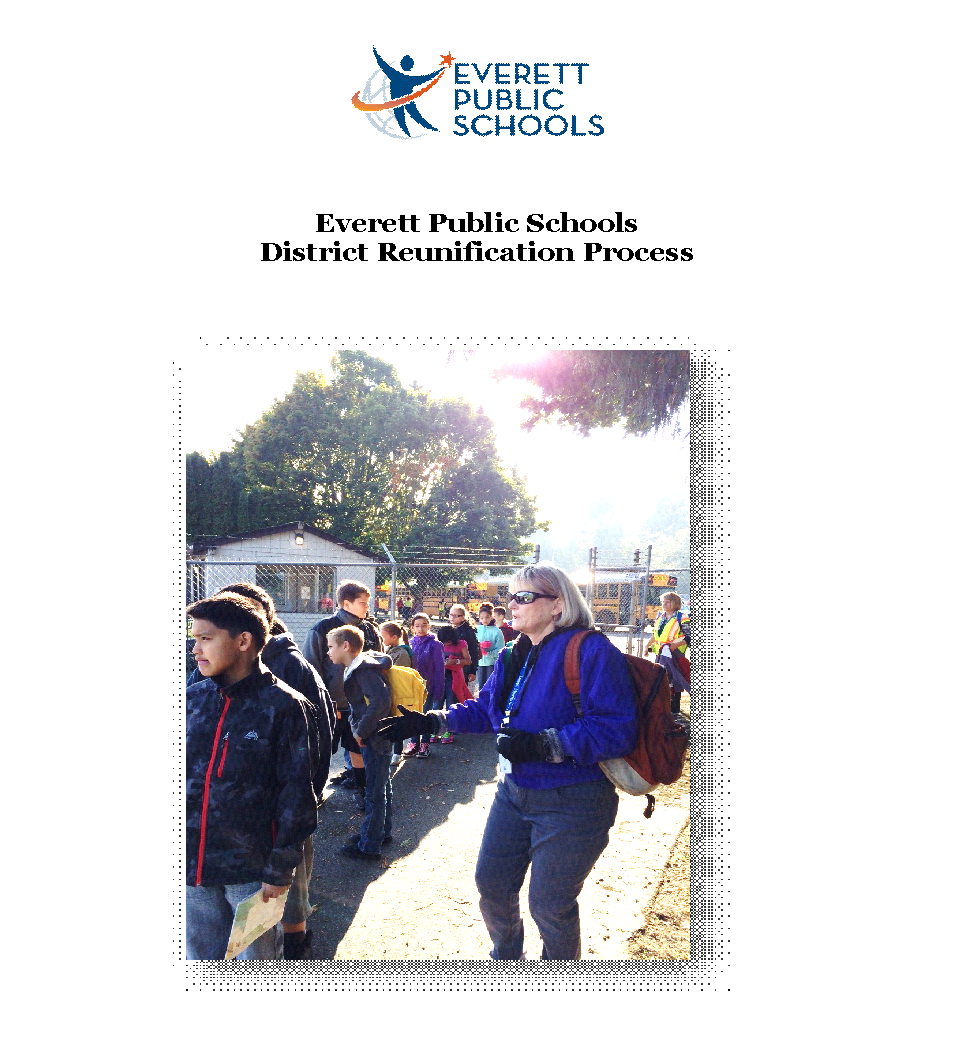 EVERETT
PUBLIC
SCHOOLS
Everett Public Schools
District Reunification Process